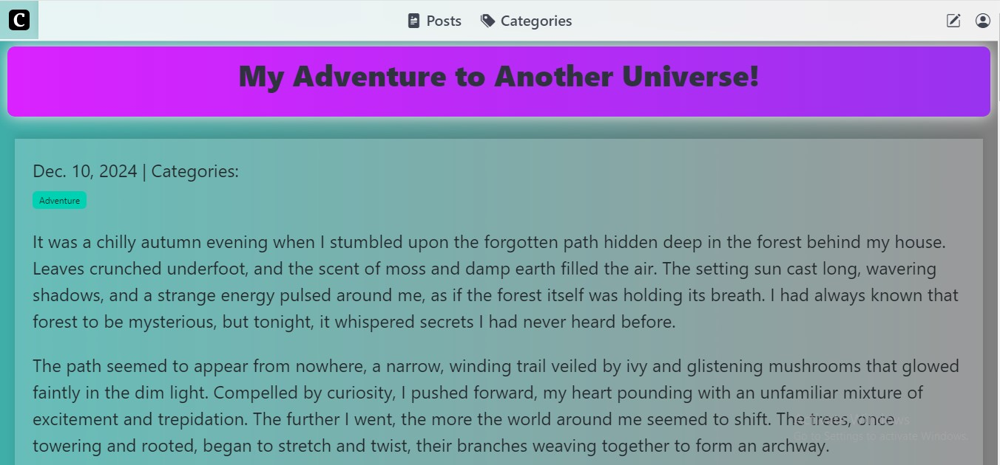 C
Posts Categories
My Adventure to Another Universe!
Dec. 10, 2024 | Categories:
Adventure
It was a chilly autumn evening when I stumbled upon the forgotten path hidden deep in the forest behind my house.
Leaves crunched underfoot, and the scent of moss and damp earth filled the air. The setting sun cast long, wavering
shadows, and a strange energy pulsed around me, as if the forest itself was holding its breath. I had always known that
forest to be mysterious, but tonight, it whispered secrets I had never heard before.
The path seemed to appear from nowhere, a narrow, winding trail veiled by ivy and glistening mushrooms that glowed
faintly in the dim light. Compelled by curiosity, I pushed forward, my heart pounding with an unfamiliar mixture of
excitement and trepidation. The further I went, the more the world around me seemed to shift. The trees, once
Activate Windows
Go to Settings to activate Windows.
towering and rooted, began to stretch and twist, their branches weaving together to form an archway.